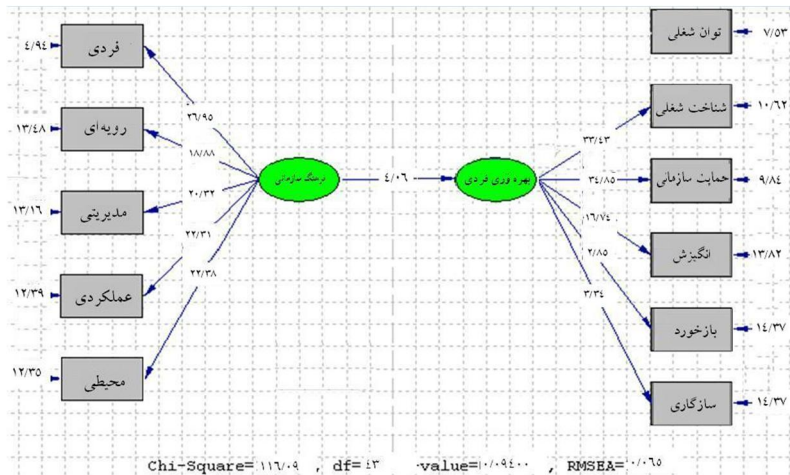 فردی
۴/۹۴
رویه‌ای
۱۳/۴۸
مدیریتی
۱۳/۱۶
عملکردی
۱۲/۳۹
محیطی
۱۲/۳۵
۲۶/۹۵
۱۸/۸۸
۲۰/۳۲
۲۲/۳۱
۲۲/۳۸
فرهنگ سازمانی
۴/۰۶
بهره وری فردی
۳۳/۴۳
۳۴/۸۵
۱۶/۷۴
۲/۸۵
۳/۳۴
توان شغلی
۷/۵۳
شناخت شغلی
۱۰/۶۲
حمایت سازمانی
۹/۸۴
انگیزش
۱۳/۸۲
بازخورد
۱۴/۳۷
سازگاری
۱۴/۳۷
Chi-Square=۱۱۶/۰۹ , df=۴۳ -value=۰/۰۹۴۰۰ , RMSEA=۰/۰۶۵